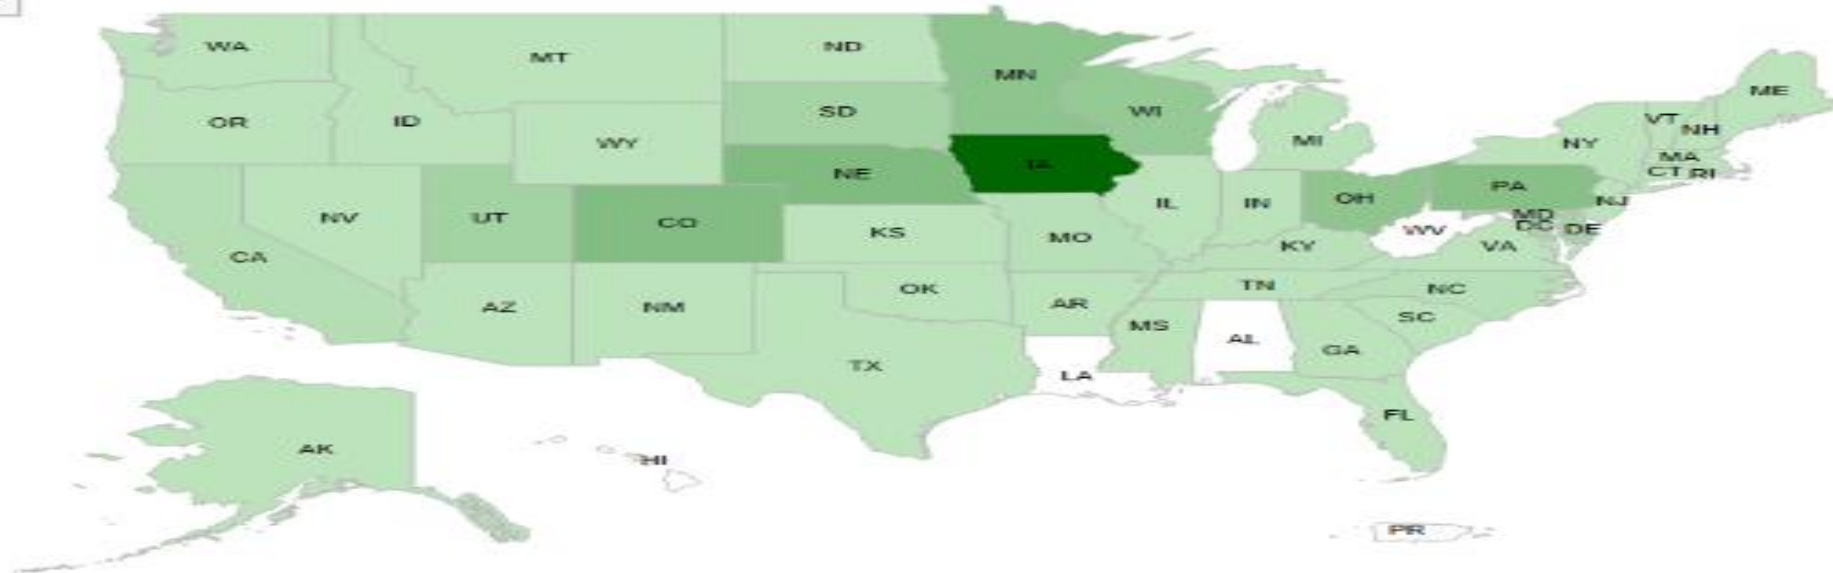 WA
MT
ND
MN
ME
OR
ID
SD
WI
VT
NH
WY
MI
NY
MA
IA
NE
CT RI
PA
OH
NV
UT
CO
IL
IN
NJ
MD
DC
DE
KS
WV
MO
KY
VA
CA
OK
TN
NC
AZ
NM
AR
SC
MS
AL
GA
TX
LA
FL
AK
HI
PR